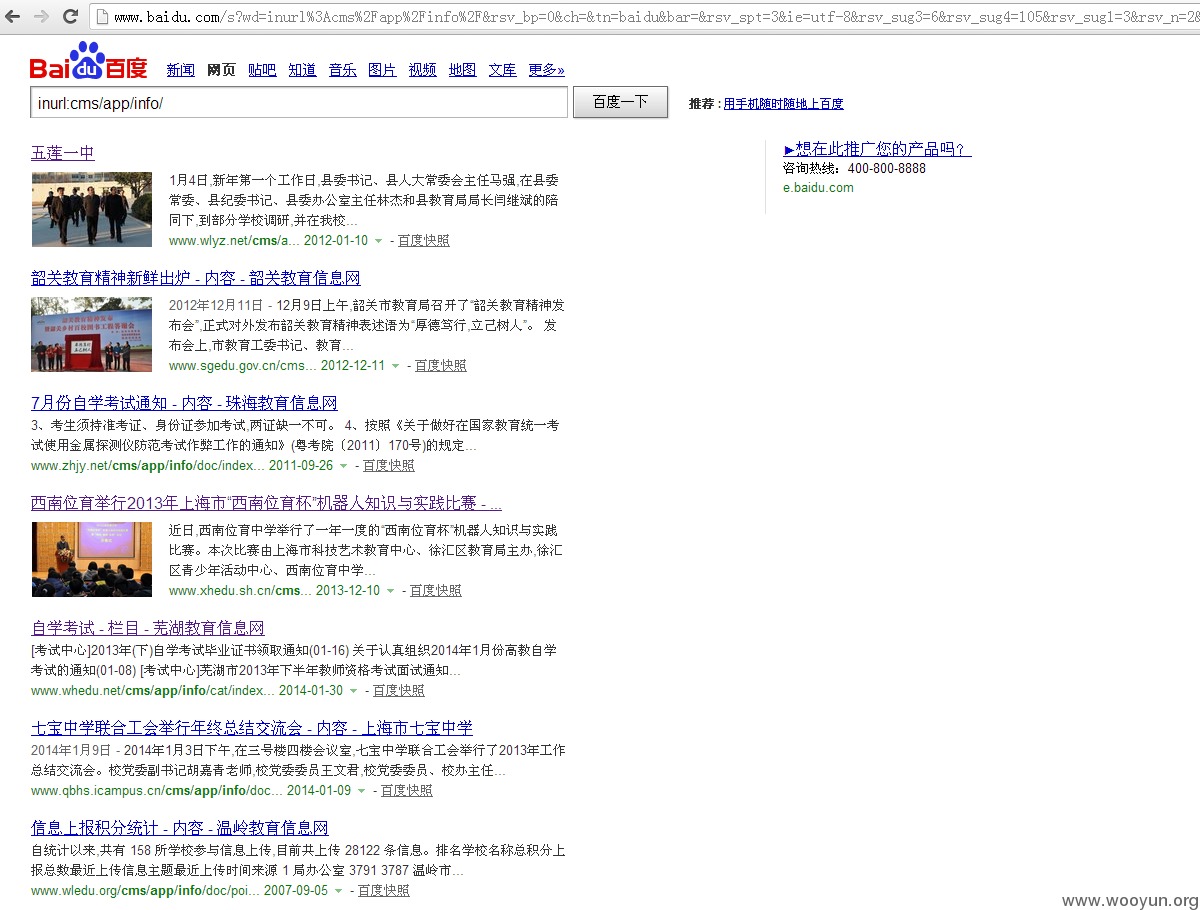 www.baidu.com/s?wd=inurl%3Acms%2Fapp%2Finfo%2F&rsv_bp=0&ch=&tn=baidu&bar=&rsv_spt=3&ie=utf-8&rsv_sug3=6&rsv_sug4=105&rsv_sug1=3&rsv_n=2&
Bai du 百度 新闻 网页 贴吧 知道 音乐 图片 视频 地图 文库 更多»
inurl:cms/app/info/ 百度一下 推荐 : 用手机随时随地上百度
五莲一中
1月4日,新年第一个工作日,县委书记、县人大常委会主任马强,在县委
常委、县纪委书记、县委办公室主任林杰和县教育局局长闫继斌的陪
同下,到部分学校调研,并在我校...
www.wlyz.net/cms/a... 2012-01-10 - 百度快照
►想在此推广您的产品吗?
咨询热线：400-800-8888
e.baidu.com
韶关教育精神新鲜出炉 - 内容 - 韶关教育信息网
2012年12月11日 - 12月9日上午,韶关市教育局召开了“韶关教育精神发
布会”,正式对外发布韶关教育精神表述语为“厚德笃行,立己树人”。 发
布会上,市教育工委书记、教育...
www.sgedu.gov.cn/cms... 2012-12-11 - 百度快照
7月份自学考试通知 - 内容 - 珠海教育信息网
3、考生须持准考证、身份证参加考试,两证缺一不可。 4、按照《关于做好在国家教育统一考
试使用金属探测仪防范考试作弊工作的通知》(粤考院〔2011〕170号)的规定...
www.zhjy.net/cms/app/info/doc/index... 2011-09-26 - 百度快照
西南位育举行2013年上海市“西南位育杯”机器人知识与实践比赛 - ...
近日,西南位育中学举行了一年一度的“西南位育杯”机器人知识与实践
比赛。本次比赛由上海市科技艺术教育中心、徐汇区教育局主办,徐汇
区青少年活动中心、西南位育中学...
www.xhedu.sh.cn/cms... 2013-12-10 - 百度快照
自学考试 - 栏目 - 芜湖教育信息网
[考试中心]2013年(下)自学考试毕业证书领取通知(01-16) 关于认真组织2014年1月份高教自学
考试的通知(01-08) [考试中心]芜湖市2013年下半年教师资格考试面试通知...
www.whedu.net/cms/app/info/cat/index... 2014-01-30 - 百度快照
七宝中学联合工会举行年终总结交流会 - 内容 - 上海市七宝中学
2014年1月9日 - 2014年1月3日下午,在三号楼四楼会议室,七宝中学联合工会举行了2013年工作
总结交流会。校党委副书记胡嘉青老师,校党委委员王文君,校党委委员、校办主任...
www.qbhs.icampus.cn/cms/app/info/doc... 2014-01-09 - 百度快照
信息上报积分统计 - 内容 - 温岭教育信息网
自统计以来,共有 158 所学校参与信息上传,目前共上传 28122 条信息。排名学校名称总积分上
报总数最近上传信息主题最近上传时间来源 1 局办公室 3791 3787 温岭市...
www.wledu.org/cms/app/info/doc/poi... 2007-09-05 - 百度快照
www.wooyun.org